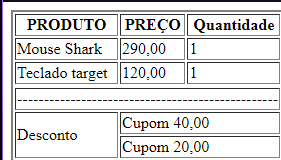 PRODUTO PREÇO Quantidade
Mouse Shark 290,00 1
Teclado target 120,00 1
------------------------------------------------
Desconto
Cupom 40,00
Cupom 20,00